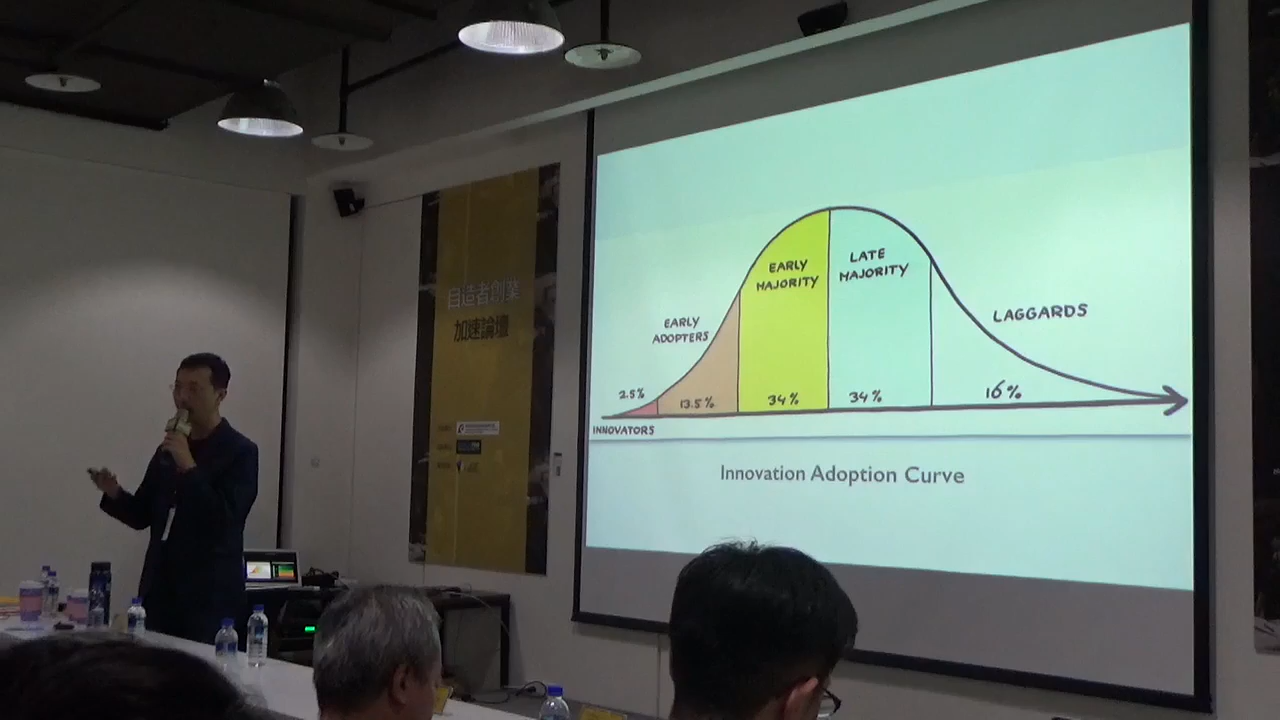 自造者創業
加速論壇
EARLY
ADOPTERS
EARLY
MAJORITY
LATE
MAJORITY
LAGGARDS
2.5%
13.5%
34%
34%
16%
INNOVATORS
Innovation Adoption Curve